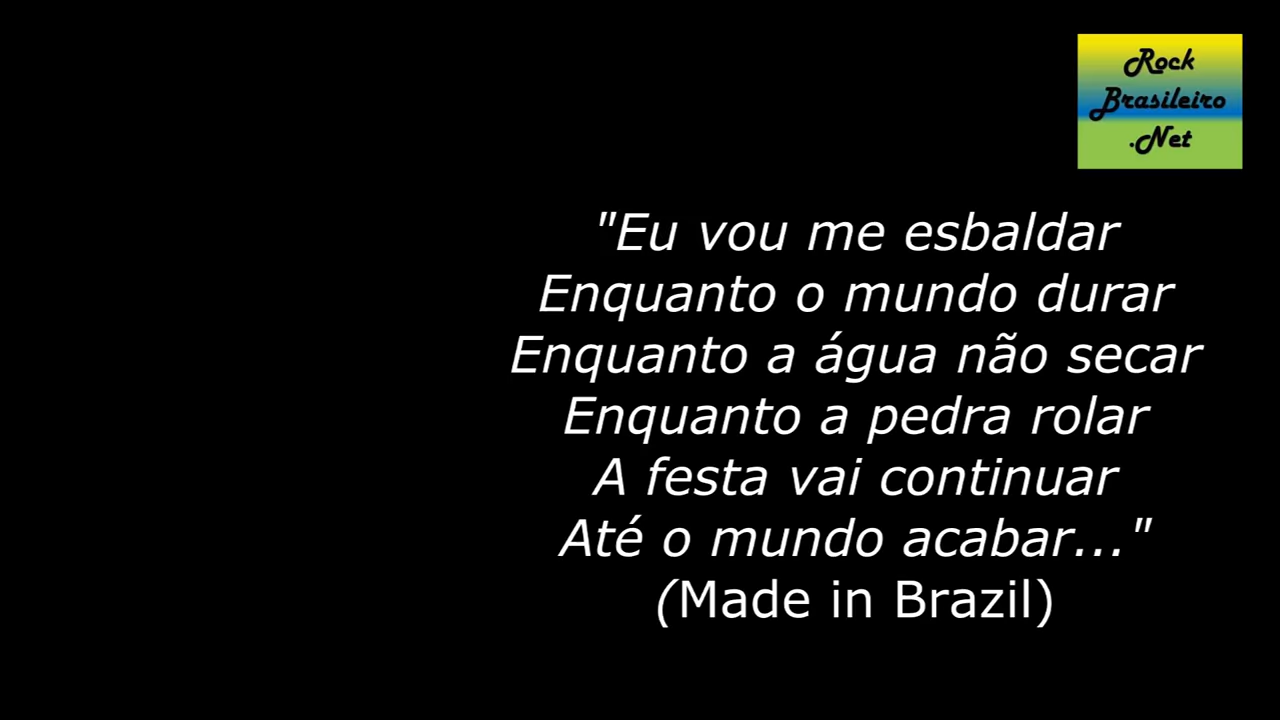 Rock
Brasileiro
.Net
"Eu vou me esbaldar
Enquanto o mundo durar
Enquanto a água não secar
Enquanto a pedra rolar
A festa vai continuar
Até o mundo acabar..."
(Made in Brazil)